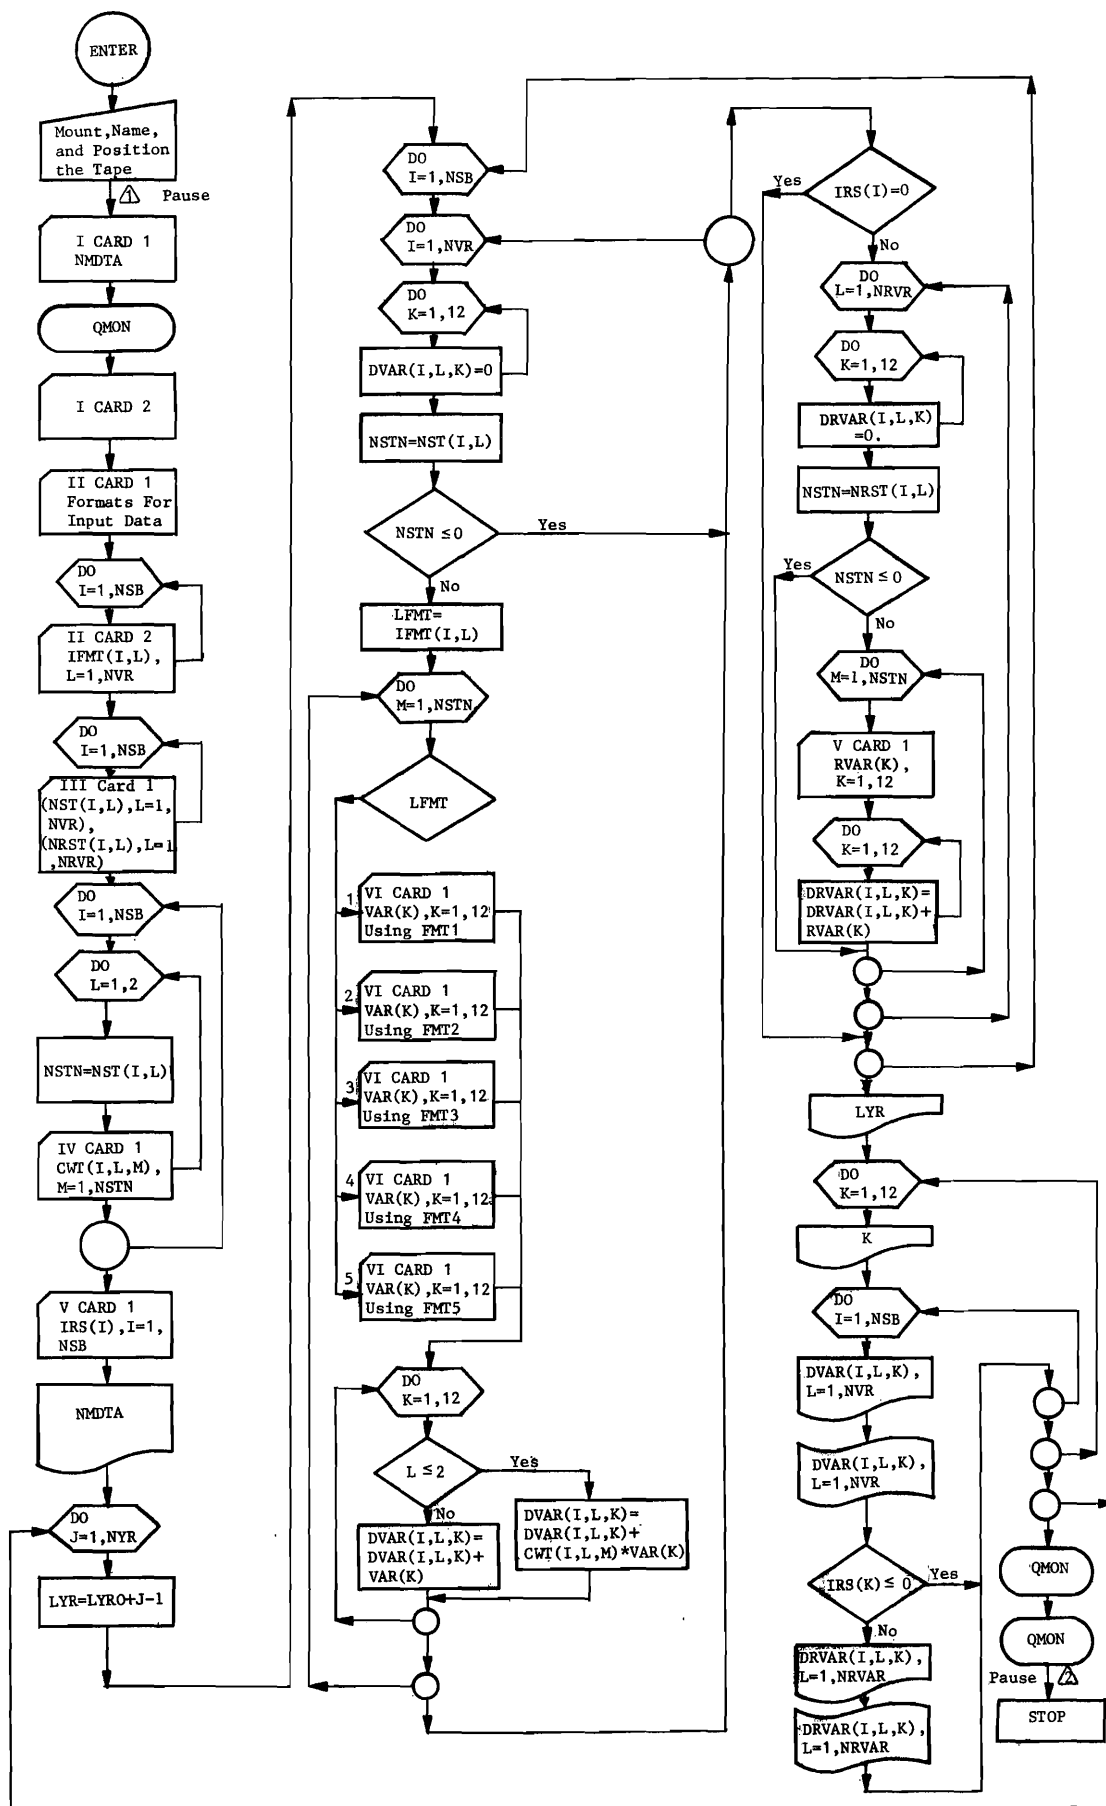 ENTER
Mount,Name,
and Position
the Tape
1 Pause
I CARD 1
NMDTA
QMON
I CARD 2
II CARD 1
Formats For
Input Data
DO
I=1,NSB
II CARD 2
IFMT(I,L),
L=1,NVR
DO
I=1,NSB
III Card 1
(NST(I,L),L=1,
NVR),
(NRST(I,L),L=1
,NRVR)
DO
I=1,NSB
DO
L=1,2
NSTN=NST(I,L)
IV CARD 1
CWT(I,L,M),
M=1,NSTN
V CARD 1
IRS(I),I=1,
NSB
NMDTA
DO
J=1,NYR
LYR=LYRO+J-1
DO
I=1,NSB
DO
I=1,NVR
DO
K=1,12
DVAR(I,L,K)=0
NSTN=NST(I,L)
NSTN ≤ 0
Yes
No
LFMT=
IFMT(I,L)
DO
M=1,NSTN
LFMT
1
VI CARD 1
VAR(K),K=1,12
Using FMT1
2
VI CARD 1
VAR(K),K=1,12
Using FMT2
3
VI CARD 1
VAR(K),K=1,12
Using FMT3
4
VI CARD 1
VAR(K),K=1,12
Using FMT4
5
VI CARD 1
VAR(K),K=1,12
Using FMT5
DO
K=1,12
L ≤ 2
Yes
No
DVAR(I,L,K)=
DVAR(I,L,K)+
VAR(K)
DVAR(I,L,K)=
DVAR(I,L,K)+
CWT(I,L,M)*VAR(K)
IRS(I)=0
Yes
No
DO
L=1,NRVR
DO
K=1,12
DRVAR(I,L,K)
=0.
NSTN=NRST(I,L)
NSTN ≤ 0
Yes
No
DO
M=1,NSTN
V CARD 1
RVAR(K),
K=1,12
DO
K=1,12
DRVAR(I,L,K)=
DRVAR(I,L,K)+
RVAR(K)
LYR
DO
K=1,12
K
DO
I=1,NSB
DVAR(I,L,K),
L=1,NVR
DVAR(I,L,K),
L=1,NVR
IRS(K) ≤ 0
Yes
No
DRVAR(I,L,K),
L=1,NRVAR
DRVAR(I,L,K),
L=1,NRVAR
QMON
QMON
Pause 2
STOP